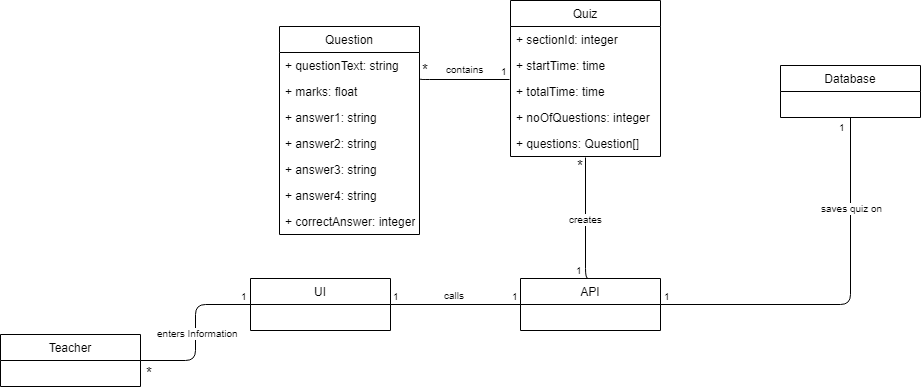 Question
+ questionText: string
+ marks: float
+ answer1: string
+ answer2: string
+ answer3: string
+ answer4: string
+ correctAnswer: integer
* contains 1
Quiz
+ sectionId: integer
+ startTime: time
+ totalTime: time
+ noOfQuestions: integer
+ questions: Question[]
*
creates
1
Database
1
saves quiz on
UI
1
1 calls 1
API
1
enters Information
Teacher
*